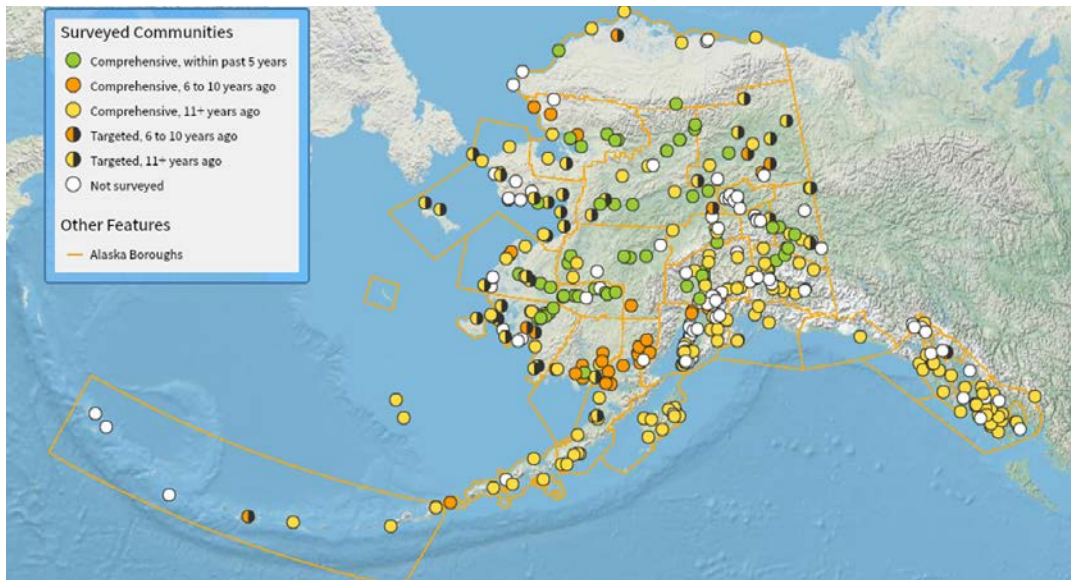 Surveyed Communities
Comprehensive, within past 5 years
Comprehensive, 6 to 10 years ago
Comprehensive, 11+ years ago
Targeted, 6 to 10 years ago
Targeted, 11+ years ago
Not surveyed
Other Features
Alaska Boroughs